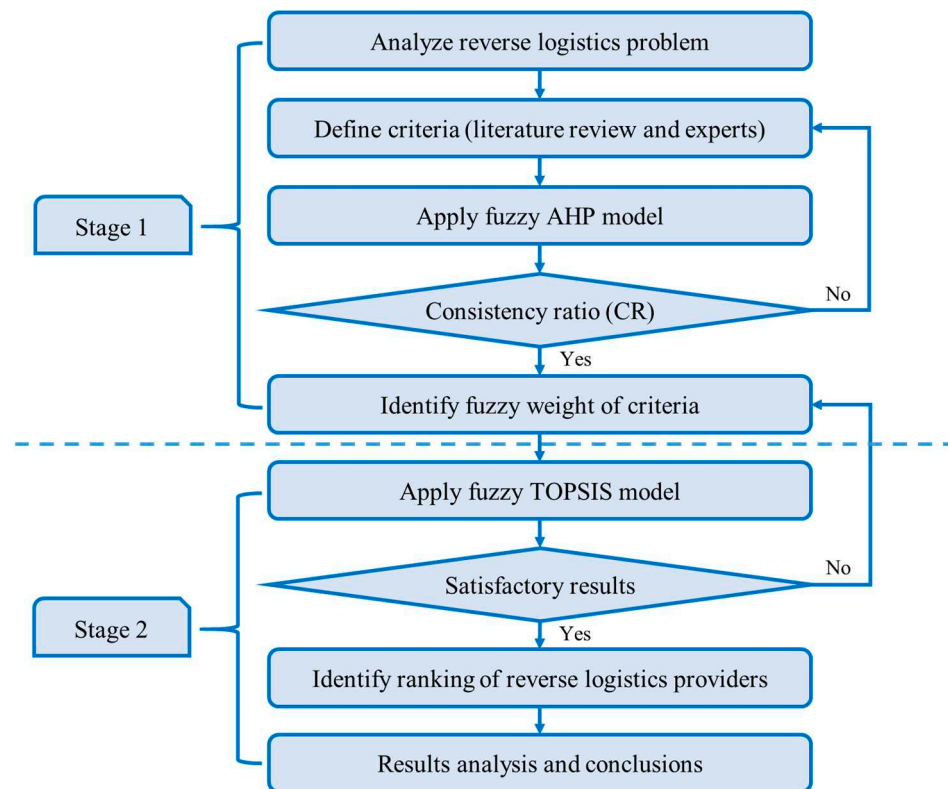 Analyze reverse logistics problem
Define criteria (literature review and experts)
Stage 1
Apply fuzzy AHP model
Consistency ratio (CR)
No
Yes
Identify fuzzy weight of criteria
Apply fuzzy TOPSIS model
Satisfactory results
No
Stage 2
Yes
Identify ranking of reverse logistics providers
Results analysis and conclusions